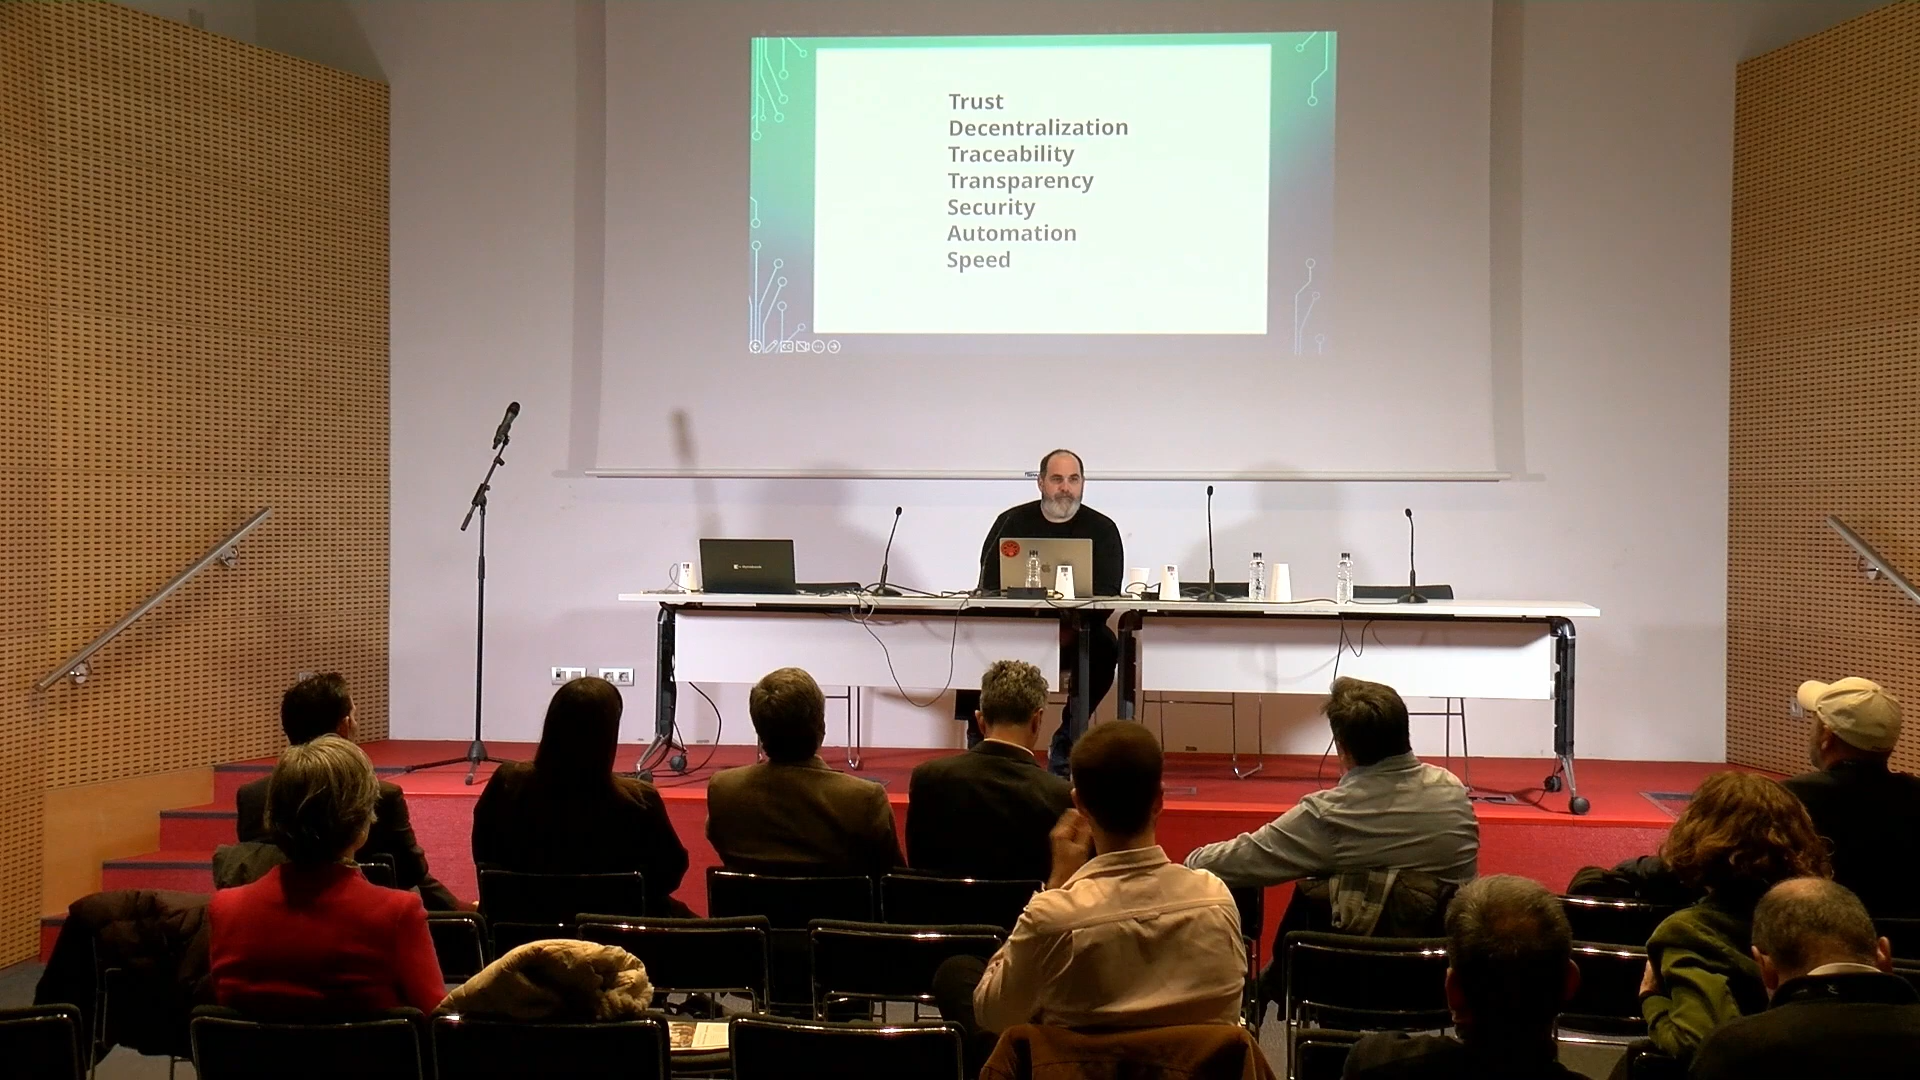 Trust
Decentralization
Traceability
Transparency
Security
Automation
Speed